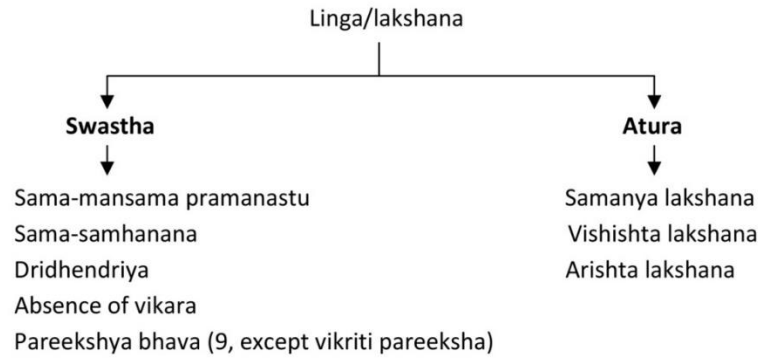 Linga/lakshana
Swastha
Atura
Sama-mansama pramanastu
Sama-samhanana
Dridhendriya
Absence of vikara
Pareekshya bhava (9, except vikriti pareeksha)
Samanya lakshana
Vishishta lakshana
Arishta lakshana